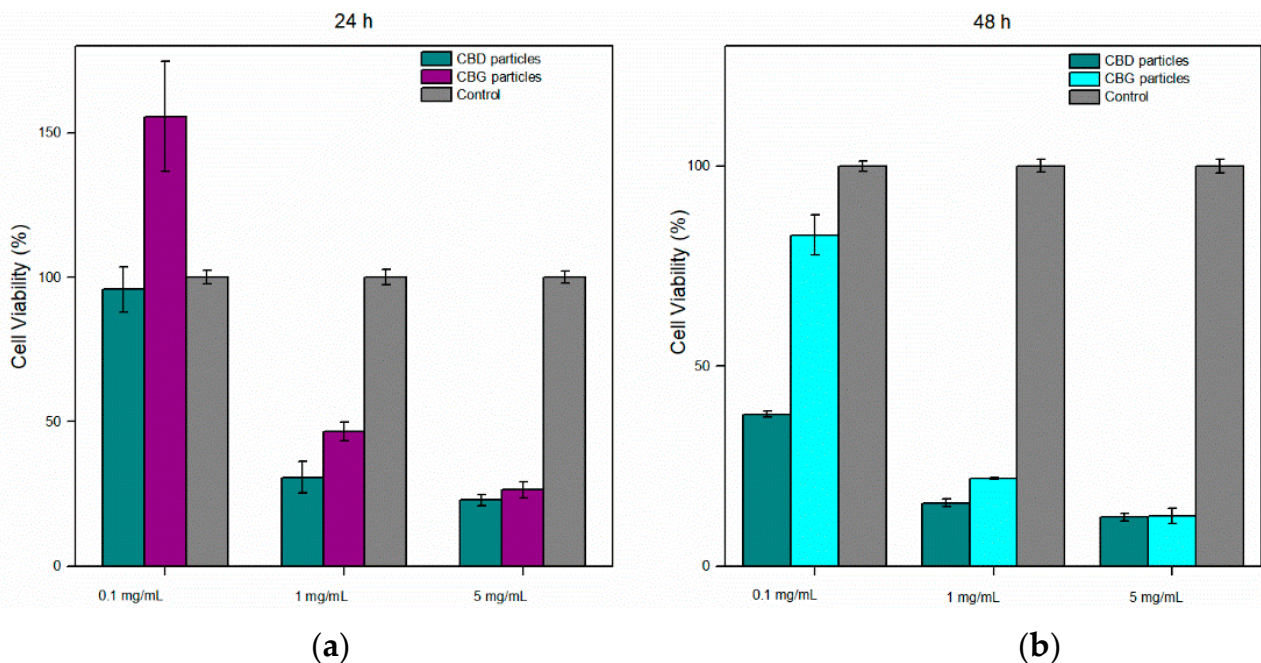 24 h
CBD particles
CBG particles
Control
Cell Viability (%)
150
100
50
0
0.1 mg/mL
1 mg/mL
5 mg/mL
(a)
48 h
CBD particles
CBG particles
Control
Cell Viability (%)
100
50
0
0.1 mg/mL
1 mg/mL
5 mg/mL
(b)